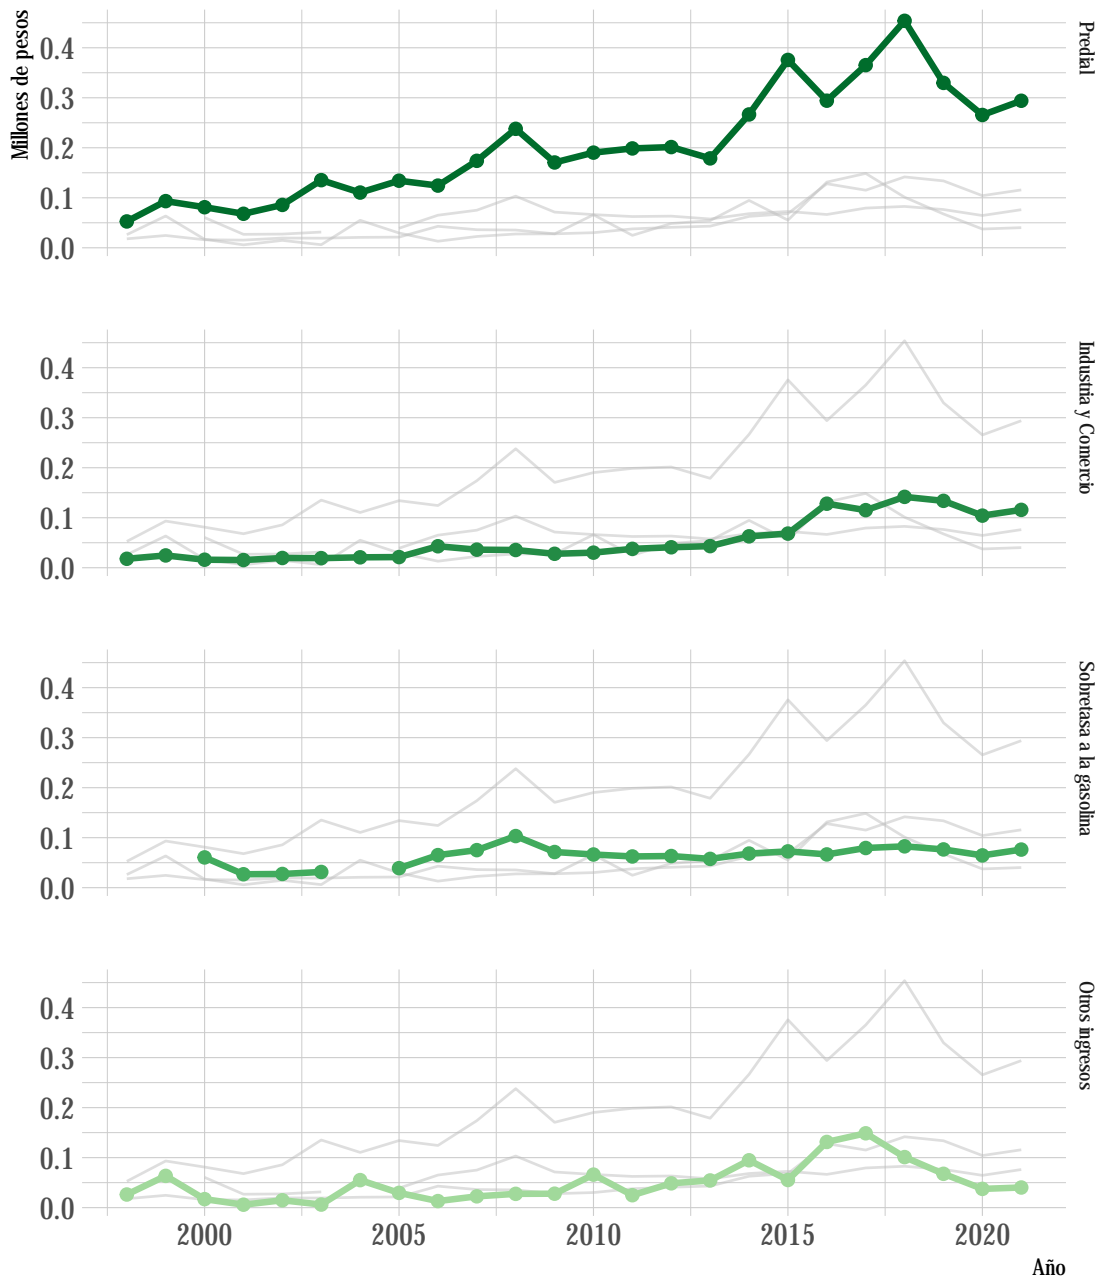 Millones de pesos
0.4
0.3
0.2
0.1
0.0
Predial
0.4
0.3
0.2
0.1
0.0
Industria y Comercio
0.4
0.3
0.2
0.1
0.0
Sobretasa a la gasolina
0.4
0.3
0.2
0.1
0.0
Otros ingresos
2000 2005 2010 2015 2020
Año